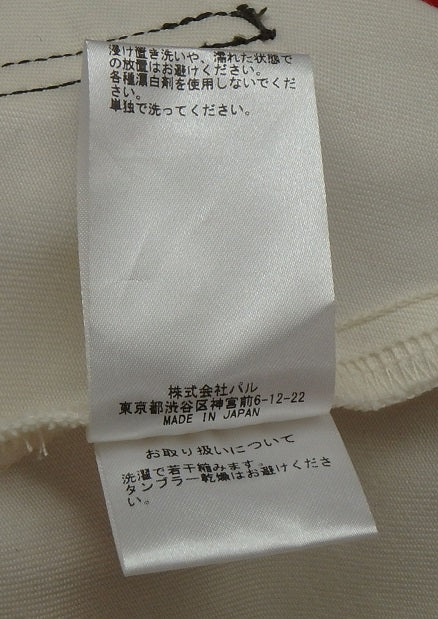 浸け置き洗いや、濡れた状態で
の放置はお避けください。
各種漂白剤を使用しないでくだ
さい。
単独で洗ってください。
株式会社パル
東京都渋谷区神宮前6-12-22
MADE IN JAPAN
お取り扱いについて
洗濯で若干縮みます。
タンブラー乾燥はお避けくださ
い。